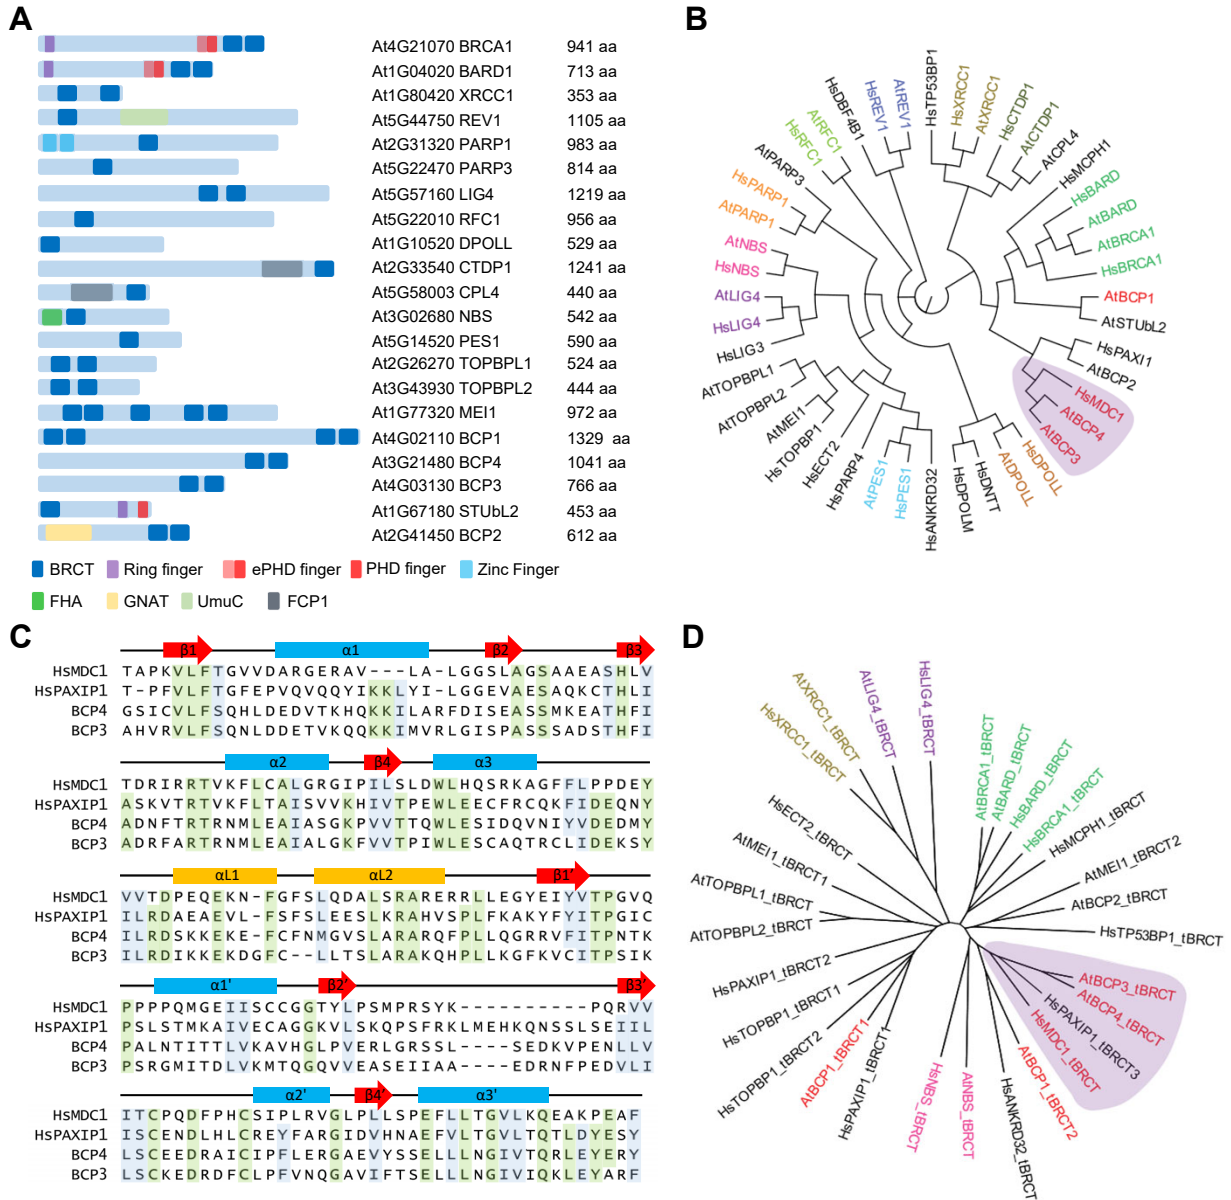 A
At4G21070 BRCA1 941 aa
At1G04020 BARD1 713 aa
At1G80420 XRCC1 353 aa
At5G44750 REV1 1105 aa
At2G31320 PARP1 983 aa
At5G22470 PARP3 814 aa
At5G57160 LIG4 1219 aa
At5G22010 RFC1 956 aa
At1G10520 DPOLL 529 aa
At2G33540 CTDP1 1241 aa
At5G58003 CPL4 440 aa
At3G02680 NBS 542 aa
At5G14520 PES1 590 aa
At2G26270 TOPBPL1 524 aa
At3G43930 TOPBPL2 444 aa
At1G77320 MEI1 972 aa
At4G02110 BCP1 1329 aa
At3G21480 BCP4 1041 aa
At4G03130 BCP3 766 aa
At1G67180 STUbL2 453 aa
At2G41450 BCP2 612 aa
BRCT Ring finger ePHD finger PHD finger Zinc Finger
FHA GNAT UmuC FCP1
B
HsTP53BP1
HsXRCC1
AtXRCC1
HsCTDP1
AtCTDP1
AtCPL4
HsMCPH1
HsBARD
AtBARD
AtBRCA1
HsBRCA1
AtBCP1
AtSTUbL2
HsPAXI1
AtBCP2
HsMDC1
AtBCP4
AtBCP3
HsDPOLL
AtDPOLL
HsDNTT
HsDPOLM
HsANKRD32
HsPES1
AtPES1
HsPARP4
HsECT2
HsTOPBP1
AtMEI1
AtTOPBPL2
AtTOPBPL1
HsLIG3
HsLIG4
AtLIG4
HsNBS
AtNBS
AtPARP1
HsPARP1
AtPARP3
HsRFC1
AtRFC1
HsDBF4B1
HsREV1
AtREV1
C
β1 α1 β2 β3
HsMDC1 TAPKVLFTGVVDARGERAV---LA-LGGSLAGSAAEASHLV
HsPAXIP1 T-PFVLFTGFEPVQVQQYIKKLYI-LGGEVAESAQKCTHLI
BCP4 GSICVLFSQHLDEDVTKHQKKILARFDISEASSMKEATHFI
BCP3 AHVRVLFSQNLDDETVKQQKKIMVRLGISPASSSADSTHFI
α2 β4 α3
HsMDC1 TDRIRRTVKFLCALGRGIPILSLDWLHQSRKAGFFLPPDEY
HsPAXIP1 ASKVTRTVKFLTAISVVKHIVTPEWLEECFRCQKFIDEQNY
BCP4 ADNFTRTRNMLEAIASGKPVVTTQWLESIDQVNIYVDEDMY
BCP3 ADRFARTRNMLEAIALGKFVVTPIWLESCAQTRCLIDEKSY
αL1 αL2 β1'
HsMDC1 VVTDPEQEKN-FGFSLQDALSRARERRLLEGYEIYVTPGVQ
HsPAXIP1 ILRDAEAEVL-FSFSLEESLKRAHVSPLFKAKYFYITPGIC
BCP4 ILRDSKKEKE-FCFNMGVSLARARQFPLLQGRRVFITPNTK
BCP3 ILRDIKKEKDGFC--LLTSLARAKQHPLLKGFKVCITPSIK
α1' β2' β3'
HsMDC1 PPPPQMGEIISCCGGTYLPSMPRSYK----------PQRVV
HsPAXIP1 PSLSTMKAIVECAGGKVLSKQPSFRKLMEHKQNSSLSEIIL
BCP4 PALNTITTLVKAVHGLPVERLGRSSL----SEDKVPENLLV
BCP3 PSRGMITDLVKMTQGQVVEASEIIAA----EDRNFPEDVLI
α2' β4' α3'
HsMDC1 ITCPQDFPHCSIPLRVGLPLLSPEFLLTGVLKQEAKPEAF
HsPAXIP1 ISCENDLHLCREYFARGIDVHNAEFVLTGVLTQTLDYESY
BCP4 LSCEEDRAICIPFLERGAEVYSSELLLNGIVTQRLEYERY
BCP3 LSCKEDRDFCLPFVNQGAVIFTSELLLNGIVKQKLEYARF
D
AtXRCC1_tBRCT
HsXRCC1_tBRCT
AtLIG4_tBRCT
HsLIG4_tBRCT
AtBRCA1_tBRCT
AtBARD_tBRCT
HsBARD_tBRCT
HsBRCA1_tBRCT
HsMCPH1_tBRCT
AtMEI1_tBRCT2
AtBCP2_tBRCT
HsTP53BP1_tBRCT
AtBCP3_tBRCT
AtBCP4_tBRCT
HsPAXIP1_tBRCT3
HsMDC1_tBRCT
AtBCP1_tBRCT2
HsANKRD32_tBRCT
AtNBS_tBRCT
HsNBS_tBRCT
HsPAXIP1_tBRCT1
AtBCP1_tBRCT1
HsTOPBP1_tBRCT2
HsTOPBP1_tBRCT1
HsPAXIP1_tBRCT2
AtTOPBPL2_tBRCT
AtTOPBPL1_tBRCT
AtMEI1_tBRCT1
HsECT2_tBRCT